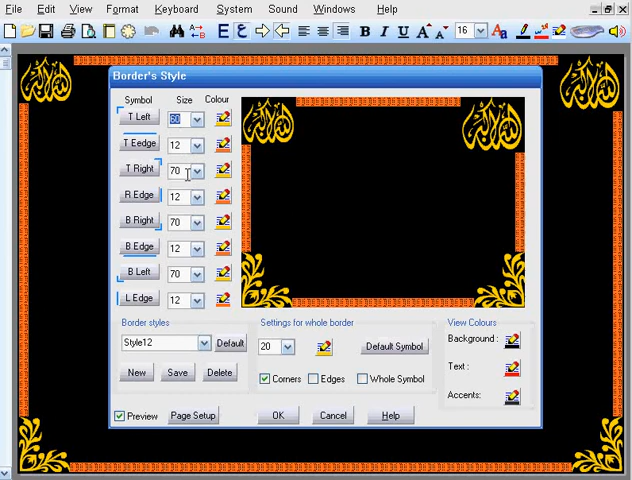 File Edit View Format Keyboard System Sound Windows Help
E ع B I U A A 16 Aa
Border's Style
Symbol Size Colour
T Left 60
T Eedge 12
T Right 70
R Edge 12
B Right 70
B Edge 12
B Left 70
L Edge 12
Border styles
Style12 Default
New Save Delete
Settings for whole border
20 Default Symbol
Corners Edges Whole Symbol
View Colours
Background :
Text :
Accents:
Preview Page Setup OK Cancel Help